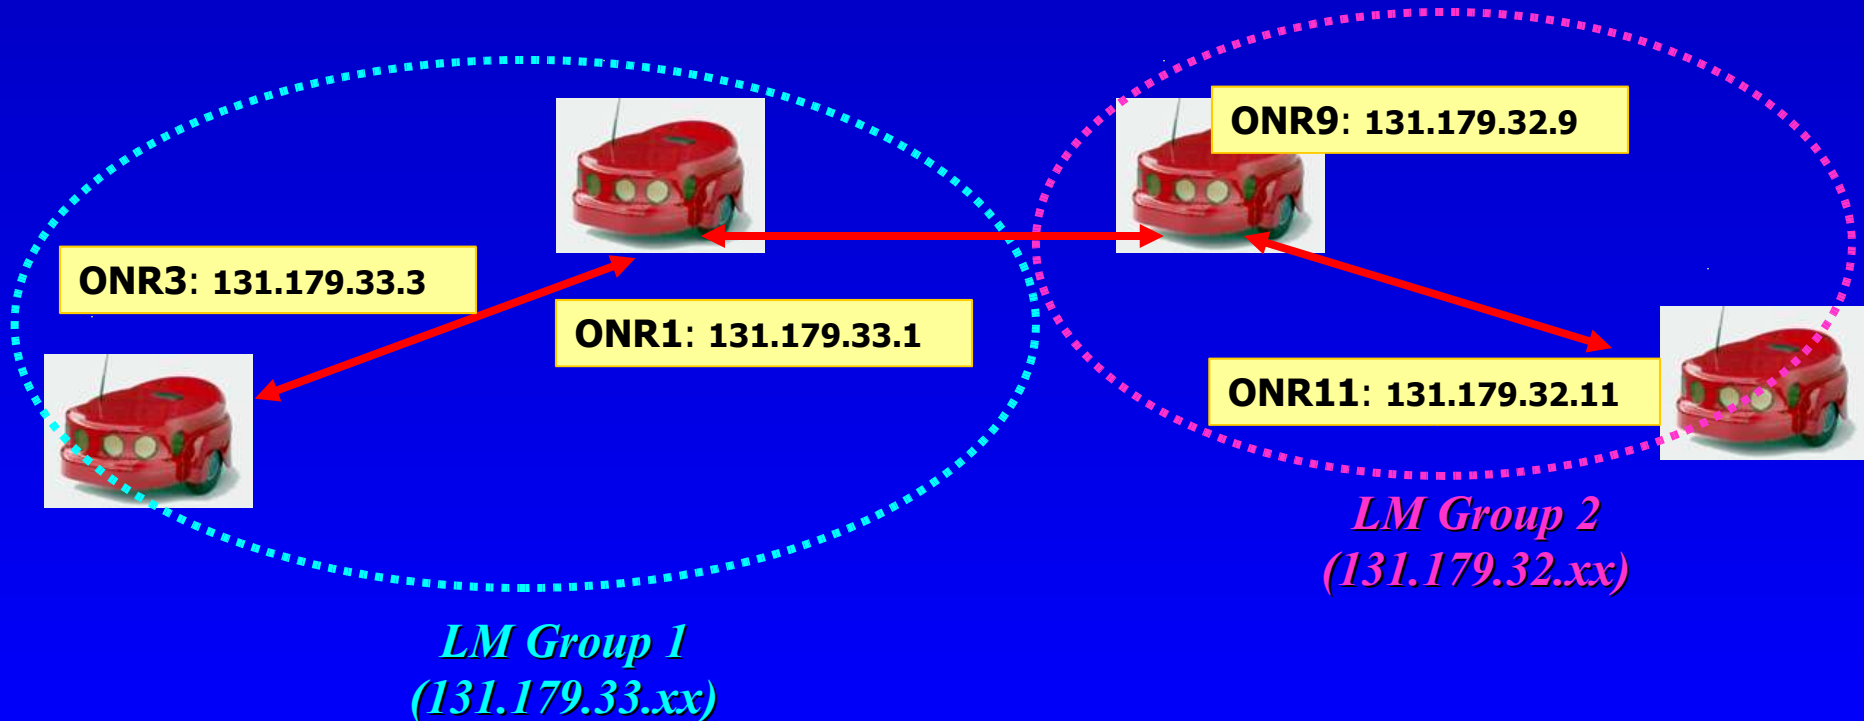 ONR9: 131.179.32.9
ONR3: 131.179.33.3
ONR1: 131.179.33.1
ONR11: 131.179.32.11
LM Group 2
(131.179.32.xx)
LM Group 1
(131.179.33.xx)